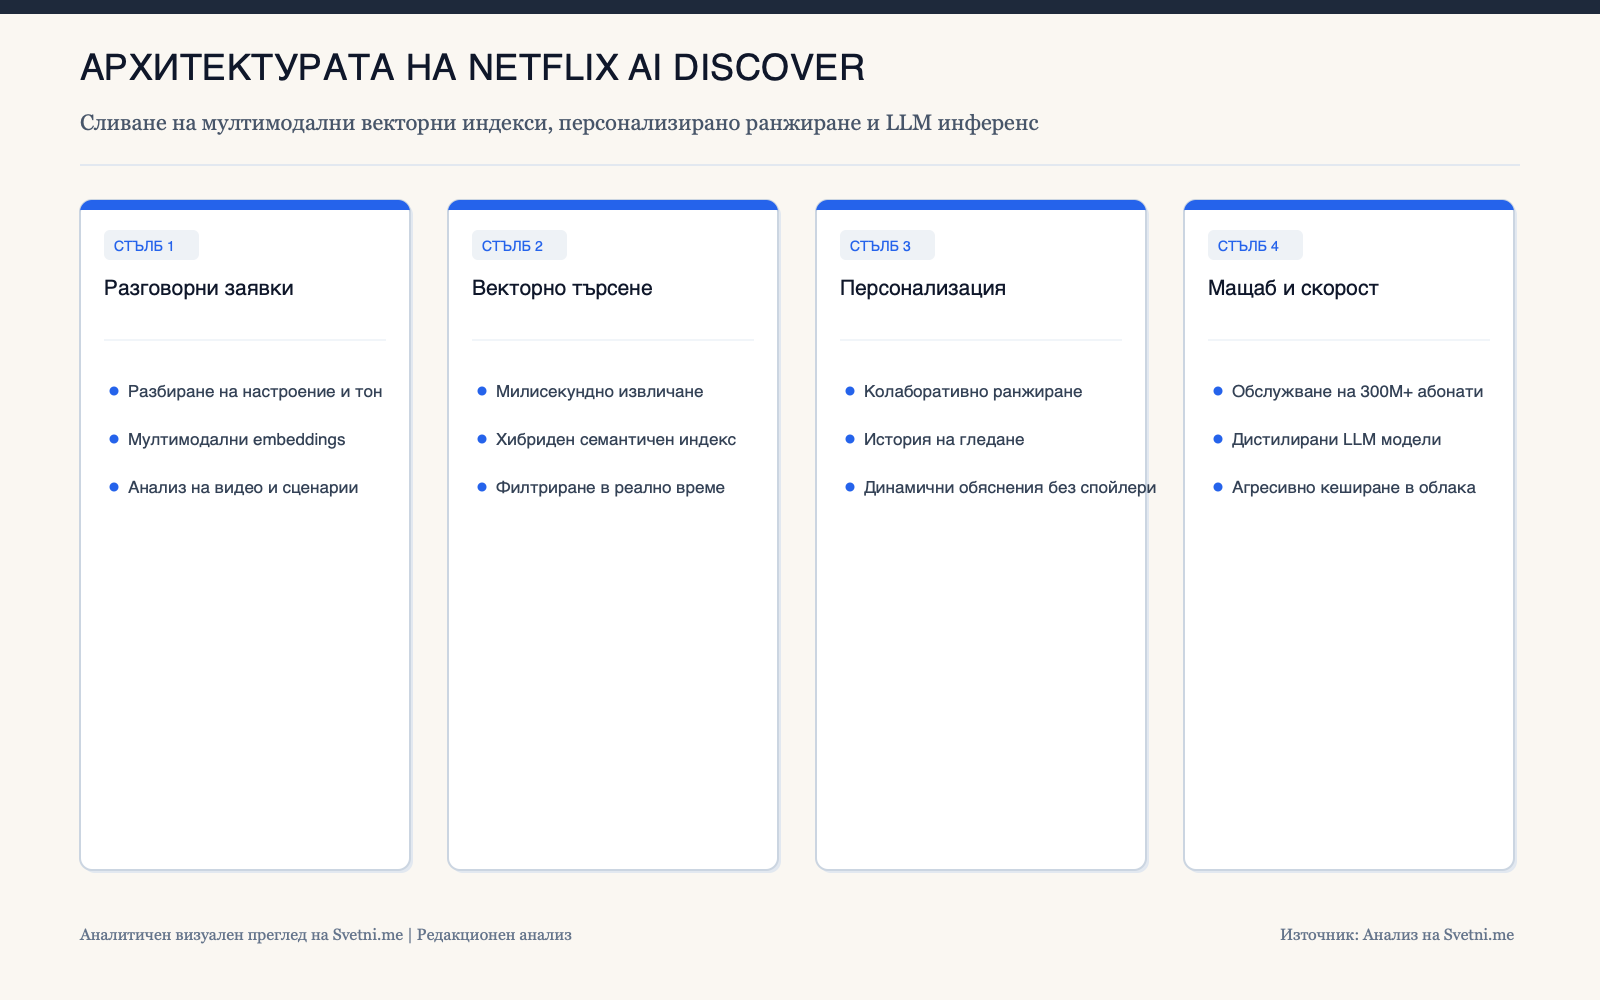 АРХИТЕКТУРАТА НА NETFLIX AI DISCOVER
Сливане на мултимодални векторни индекси, персонализирано ранжиране и LLM инференс
СТЪЛБ 1
Разговорни заявки
Разбиране на настроение и тон
Мултимодални embeddings
Анализ на видео и сценарии
СТЪЛБ 2
Векторно търсене
Милисекундно извличане
Хибриден семантичен индекс
Филтриране в реално време
СТЪЛБ 3
Персонализация
Колаборативно ранжиране
История на гледане
Динамични обяснения без спойлери
СТЪЛБ 4
Мащаб и скорост
Обслужване на 300M+ абонати
Дистилирани LLM модели
Агресивно кеширане в облака
Аналитичен визуален преглед на Svetni.me | Редакционен анализ
Източник: Анализ на Svetni.me